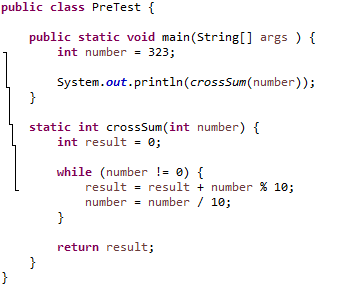 public class PreTest {
public static void main(String[] args ) {
int number = 323;
System.out.println(crossSum(number));
}
static int crossSum(int number) {
int result = 0;
while (number != 0) {
result = result + number % 10;
number = number / 10;
}
return result;
}
}